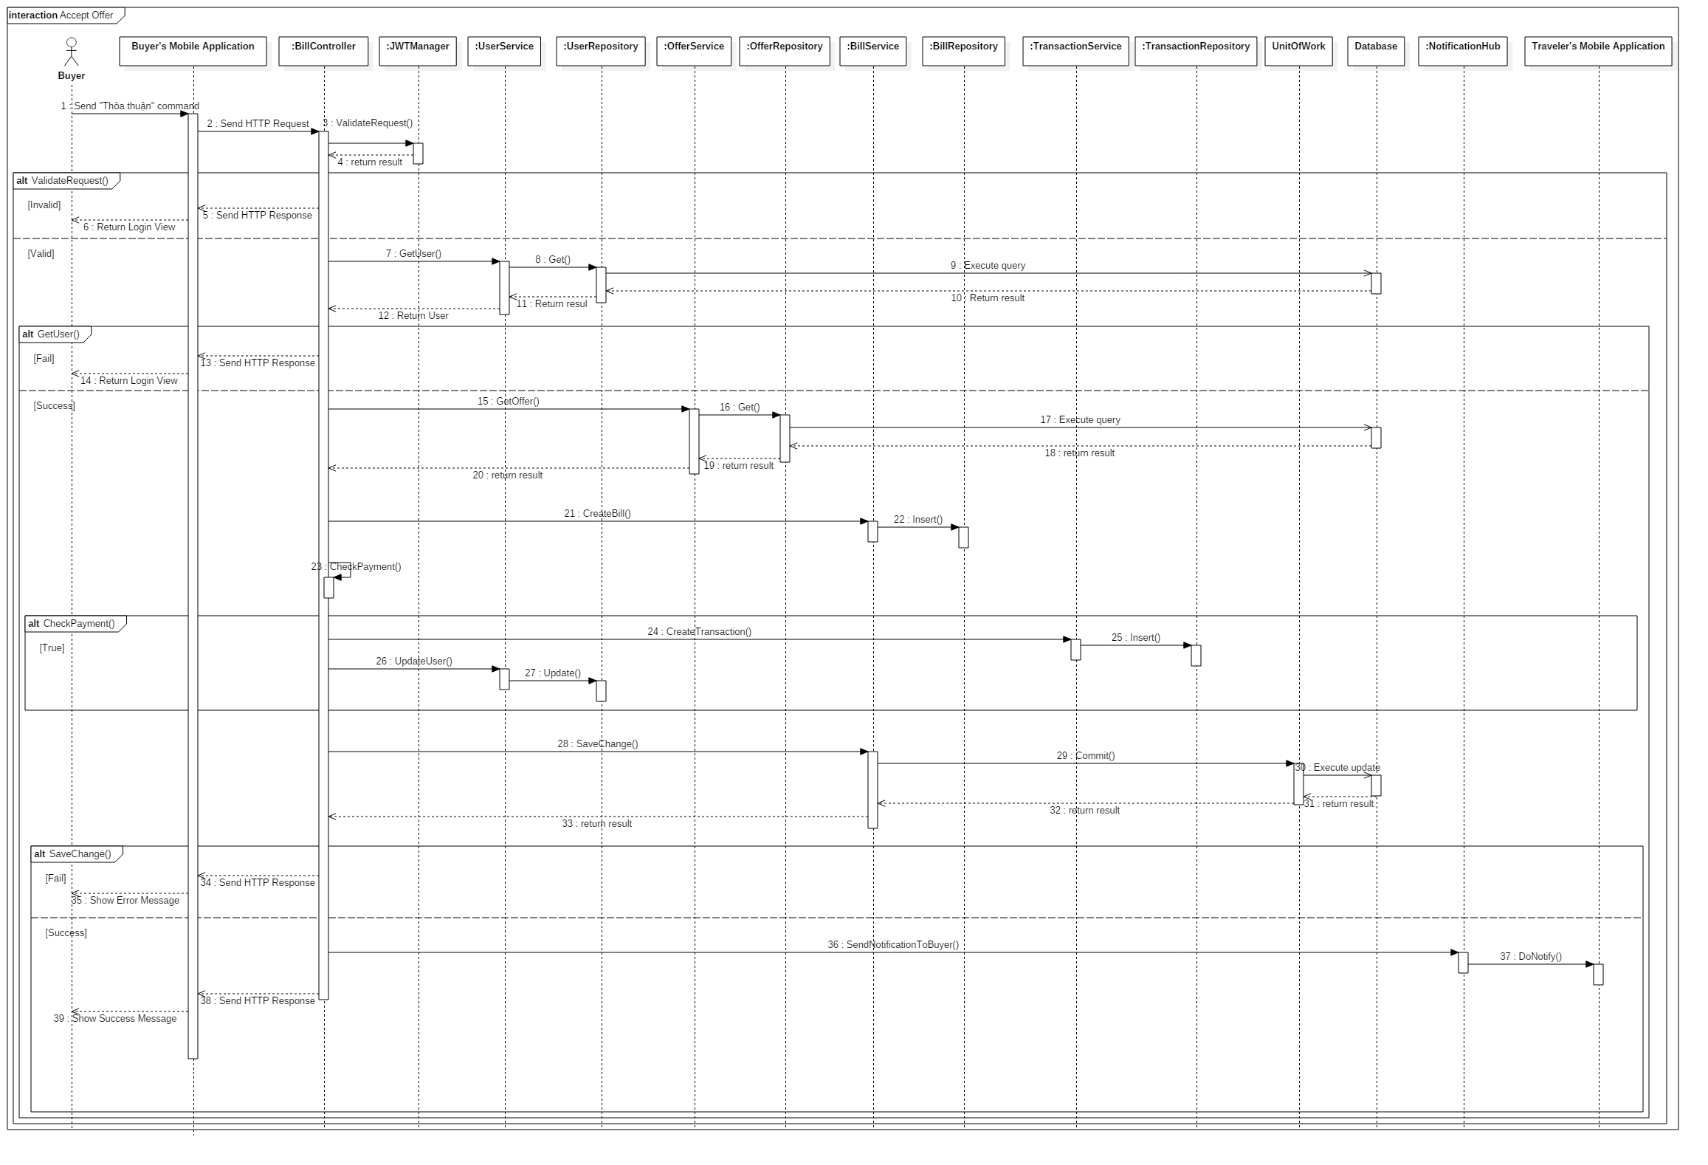 interaction Accept Offer
Buyer
Buyer's Mobile Application
:BillController
:JWTManager
:UserService
:UserRepository
:OfferService
:OfferRepository
:BillService
:BillRepository
:TransactionService
:TransactionRepository
UnitOfWork
Database
:NotificationHub
Traveler's Mobile Application
1 : Send "Thỏa thuận" command
2 : Send HTTP Request
3 : ValidateRequest()
4 : return result
alt ValidateRequest()
[Invalid]
5 : Send HTTP Response
6 : Return Login View
[Valid]
7 : GetUser()
8 : Get()
9 : Execute query
10 : Return result
11 : Return resul
12 : Return User
alt GetUser()
[Fail]
13 : Send HTTP Response
14 : Return Login View
[Success]
15 : GetOffer()
16 : Get()
17 : Execute query
18 : return result
19 : return result
20 : return result
21 : CreateBill()
22 : Insert()
23 : CheckPayment()
alt CheckPayment()
[True]
24 : CreateTransaction()
25 : Insert()
26 : UpdateUser()
27 : Update()
28 : SaveChange()
29 : Commit()
30 : Execute update
31 : return result
32 : return result
33 : return result
alt SaveChange()
[Fail]
34 : Send HTTP Response
35 : Show Error Message
[Success]
36 : SendNotificationToBuyer()
37 : DoNotify()
38 : Send HTTP Response
39 : Show Success Message